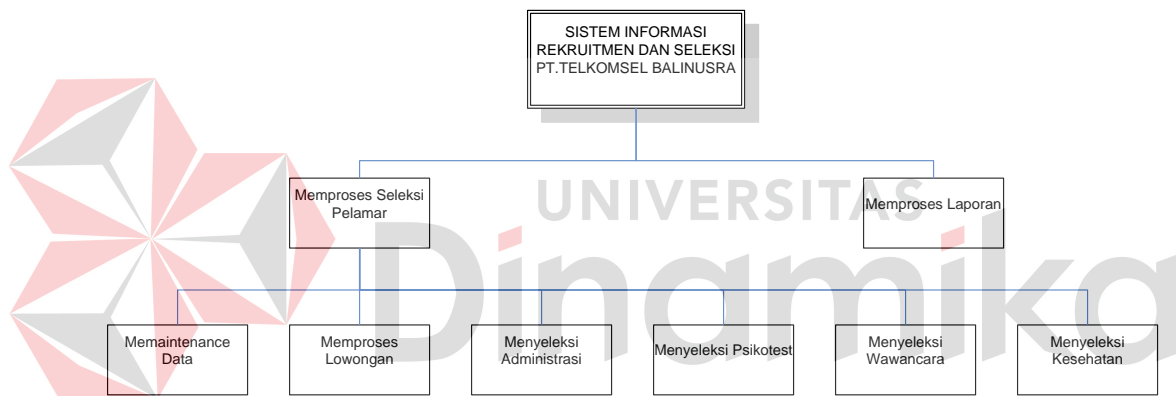 SISTEM INFORMASI
REKRUITMEN DAN SELEKSI
PT.TELKOMSEL BALINUSRA
Memproses Seleksi
Pelamar
Memproses Laporan
UNIVERSITAS
Dinamika
Memaintenance
Data
Memproses
Lowongan
Menyeleksi
Administrasi
Menyeleksi Psikotest
Menyeleksi
Wawancara
Menyeleksi
Kesehatan